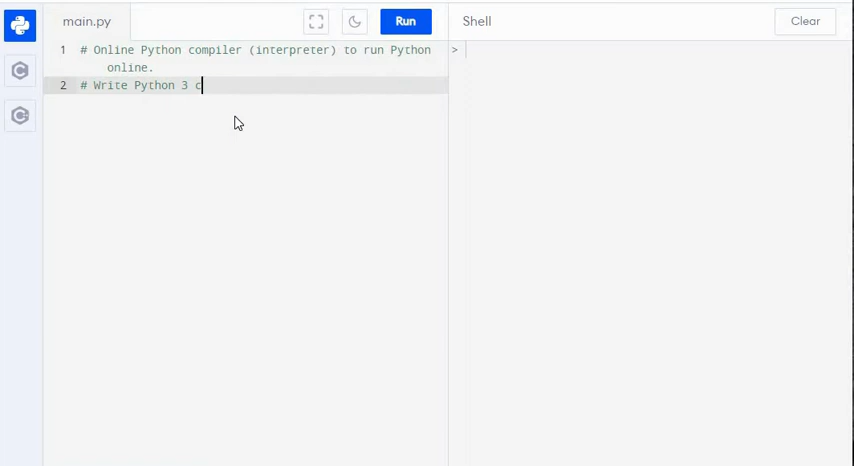 main.py
Run
Shell
Clear
1 # Online Python compiler (interpreter) to run Python
online.
2 # Write Python 3 c
>